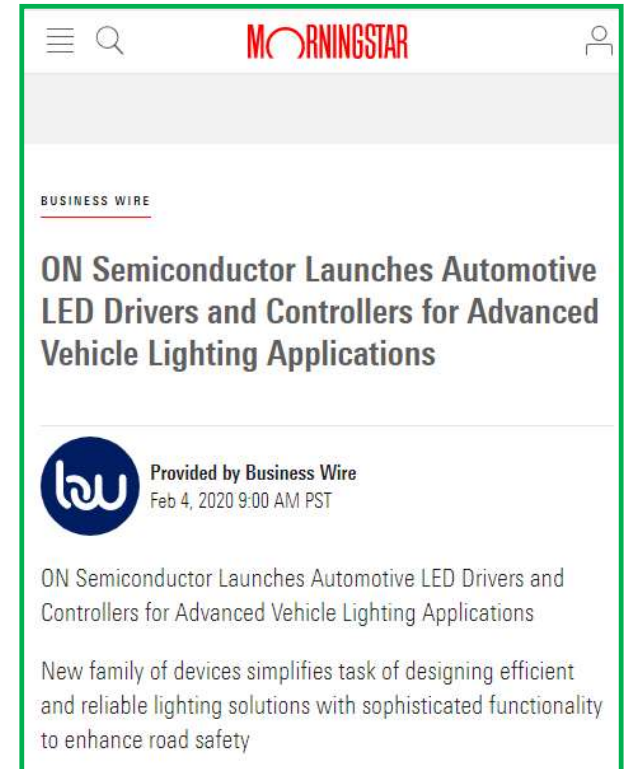 MORNINGSTAR
BUSINESS WIRE
ON Semiconductor Launches Automotive
LED Drivers and Controllers for Advanced
Vehicle Lighting Applications
bw
Provided by Business Wire
Feb 4, 2020 9:00 AM PST
ON Semiconductor Launches Automotive LED Drivers and
Controllers for Advanced Vehicle Lighting Applications
New family of devices simplifies task of designing efficient
and reliable lighting solutions with sophisticated functionality
to enhance road safety